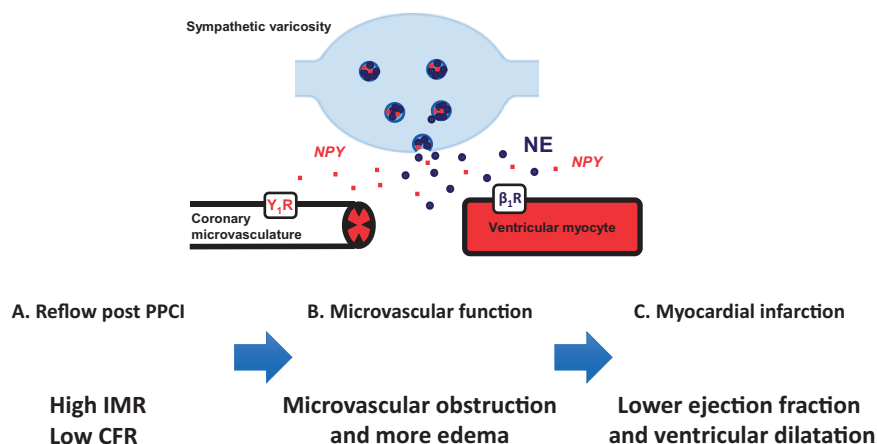 Sympathetic varicosity
NPY
NE
NPY
Y₁R
β₁R
Coronary
microvasculature
Ventricular myocyte
A. Reflow post PPCI
B. Microvascular function
C. Myocardial infarction
High IMR
Low CFR
Microvascular obstruction
and more edema
Lower ejection fraction
and ventricular dilatation